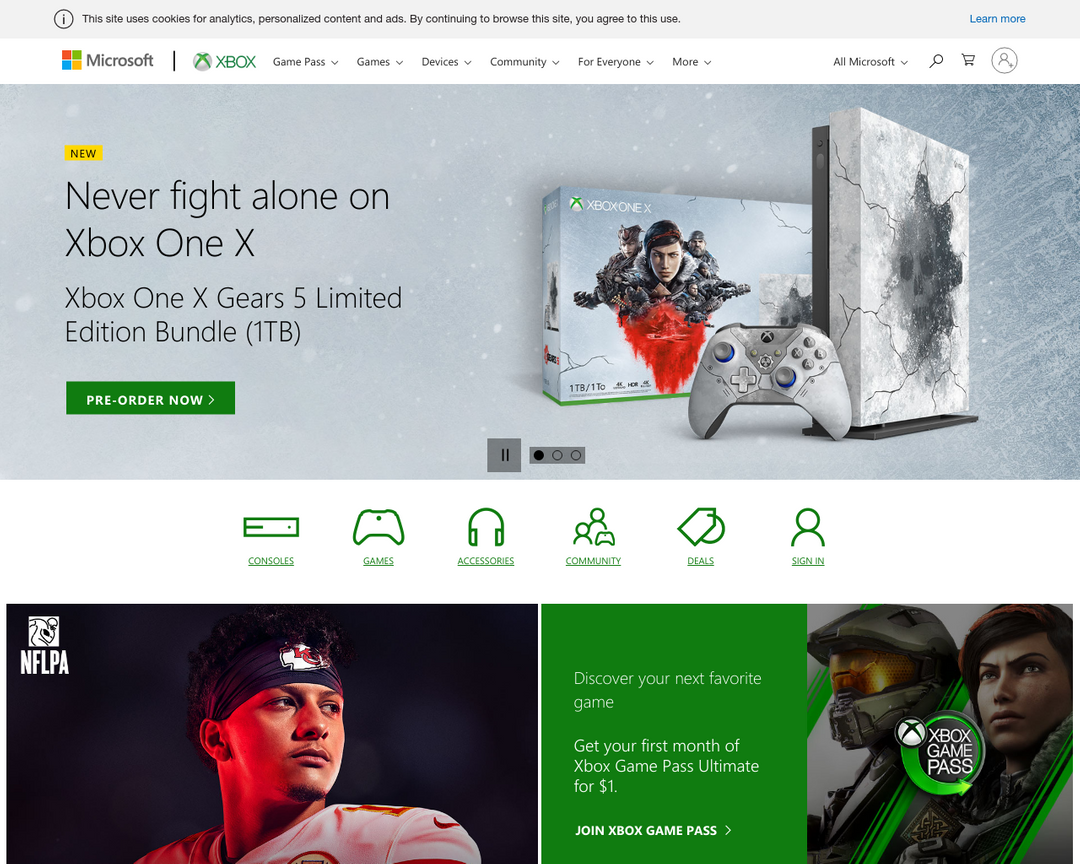 This site uses cookies for analytics, personalized content and ads. By continuing to browse this site, you agree to this use.
Learn more
Microsoft
XBOX
Game Pass
Games
Devices
Community
For Everyone
More
All Microsoft
NEW
Never fight alone on
Xbox One X
Xbox One X Gears 5 Limited
Edition Bundle (1TB)
PRE-ORDER NOW
XBOX ONE X
1TB/1To
4K
HDR
4K
CONSOLES
GAMES
ACCESSORIES
COMMUNITY
DEALS
SIGN IN
NFLPA
Discover your next favorite
game
Get your first month of
Xbox Game Pass Ultimate
for $1.
JOIN XBOX GAME PASS
XBOX
GAME
PASS